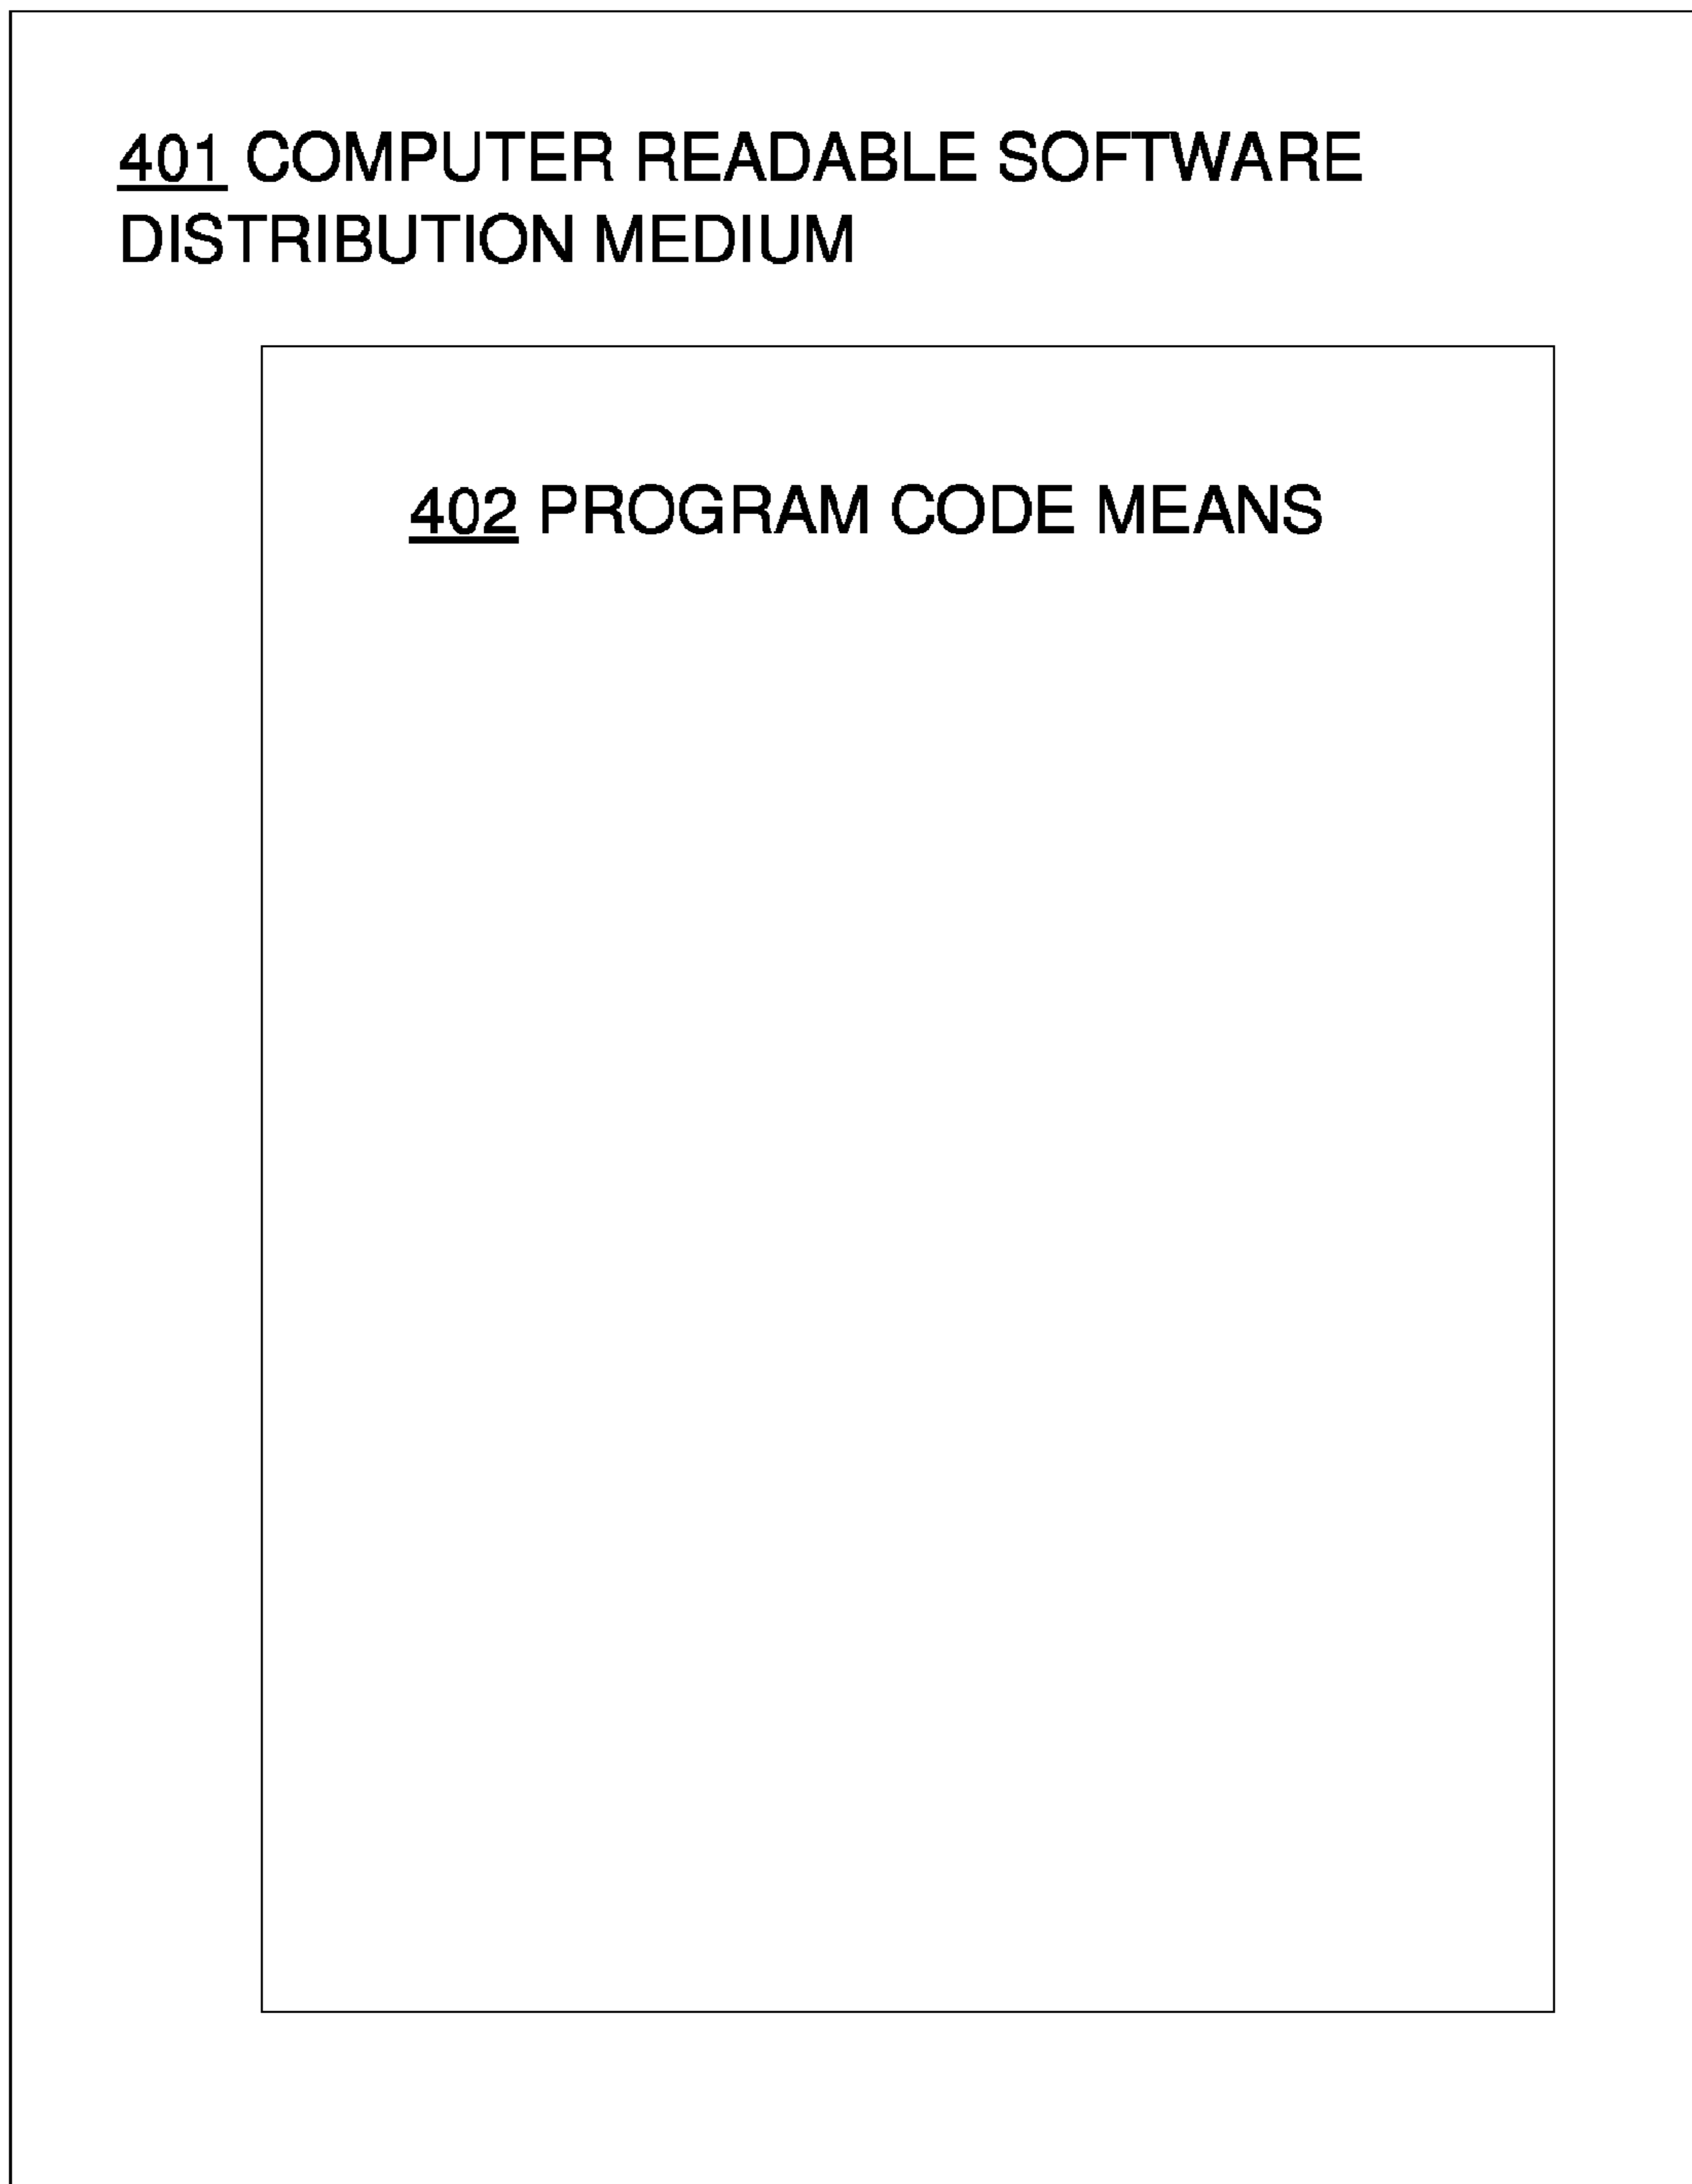 401 COMPUTER READABLE SOFTWARE
DISTRIBUTION MEDIUM
402 PROGRAM CODE MEANS